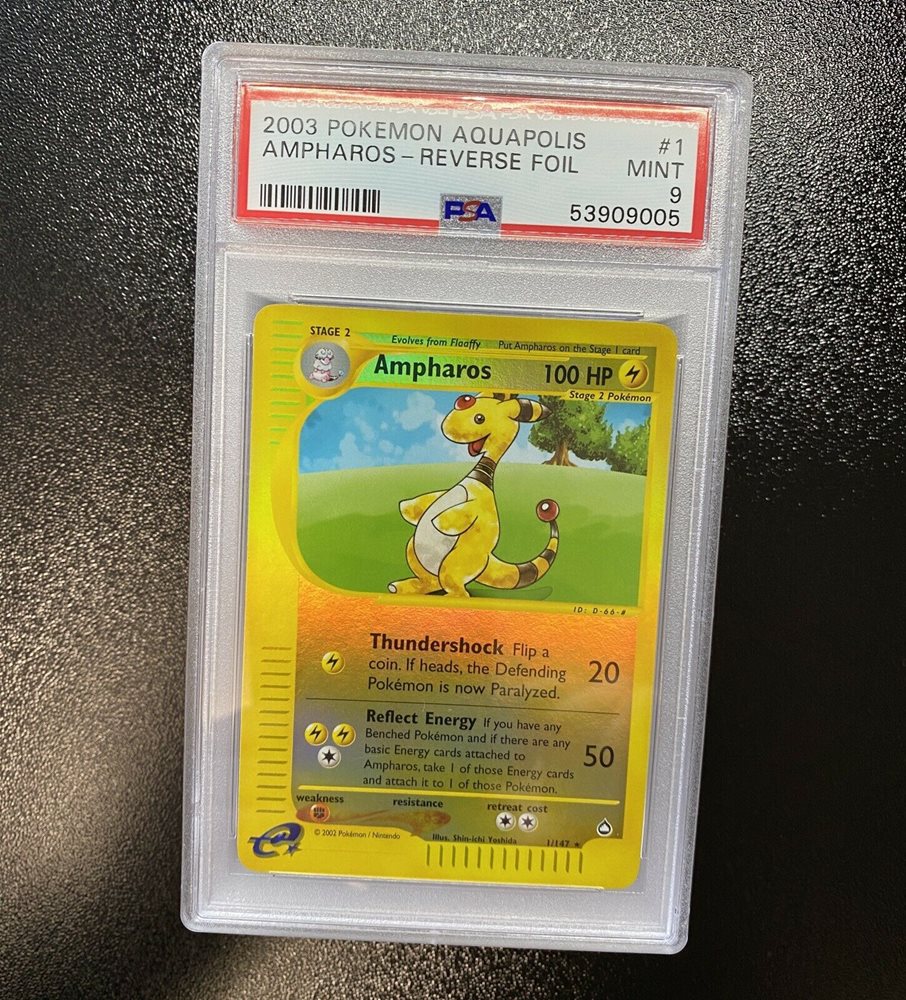 2003 POKEMON AQUAPOLIS #1
AMPHAROS - REVERSE FOIL MINT
9
PSA 53909005
STAGE 2
Evolves from Flaaffy Put Ampharos on the Stage 1 card
Ampharos 100 HP
Stage 2 Pokémon
ID: D-66-#
Thundershock Flip a
coin. If heads, the Defending
Pokémon is now Paralyzed.
20
Reflect Energy If you have any
Benched Pokémon and if there are any
basic Energy cards attached to
Ampharos, take 1 of those Energy cards
and attach it to 1 of those Pokémon.
50
weakness resistance retreat cost
e
© 2002 Pokémon / Nintendo
Illus. Shin-ichi Yoshida
1/147 ★